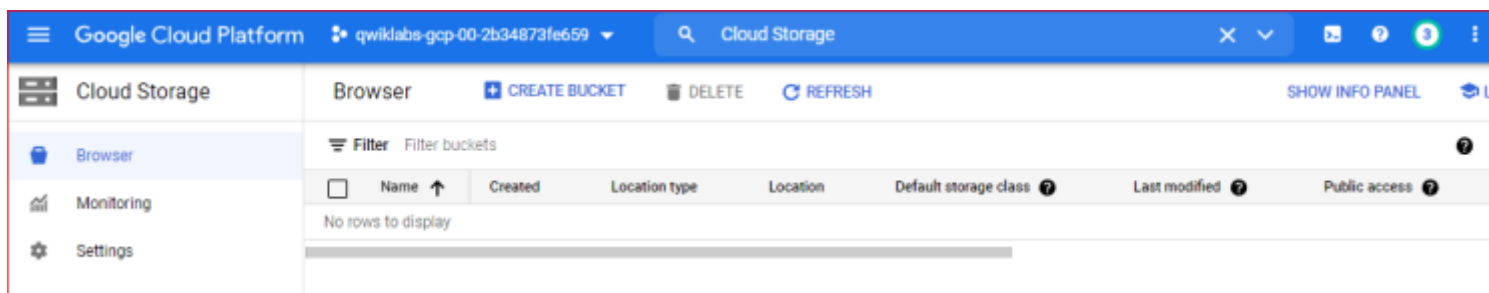 Google Cloud Platform qwiklabs-gcp-00-2b34873fe659 Cloud Storage 3
Cloud Storage Browser CREATE BUCKET DELETE REFRESH SHOW INFO PANEL
Browser Filter Filter buckets
Name Created Location type Location Default storage class Last modified Public access
Monitoring
No rows to display
Settings